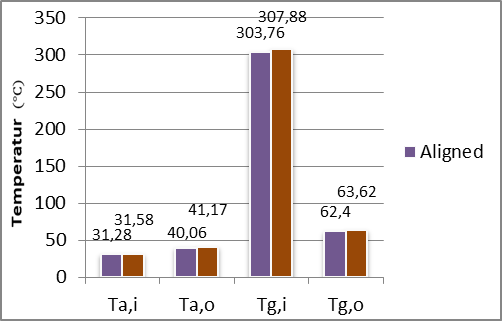 350
300
250
200
150
100
50
0
Temperatur (°C)
31,28
31,58
40,06
41,17
303,76
307,88
62,4
63,62
Ta,i
Ta,o
Tg,i
Tg,o
Aligned